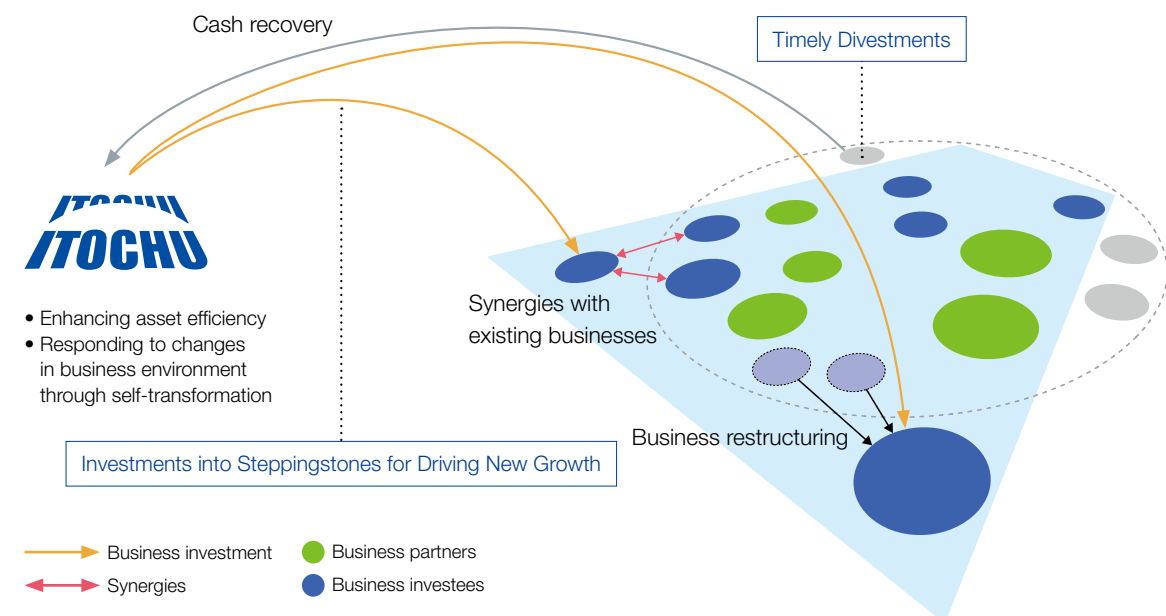 Cash recovery
Timely Divestments
ITOCHU
ITOCHU
• Enhancing asset efficiency
• Responding to changes
in business environment
through self-transformation
Synergies with
existing businesses
Business restructuring
Investments into Steppingstones for Driving New Growth
Business investment
Business partners
Synergies
Business investees